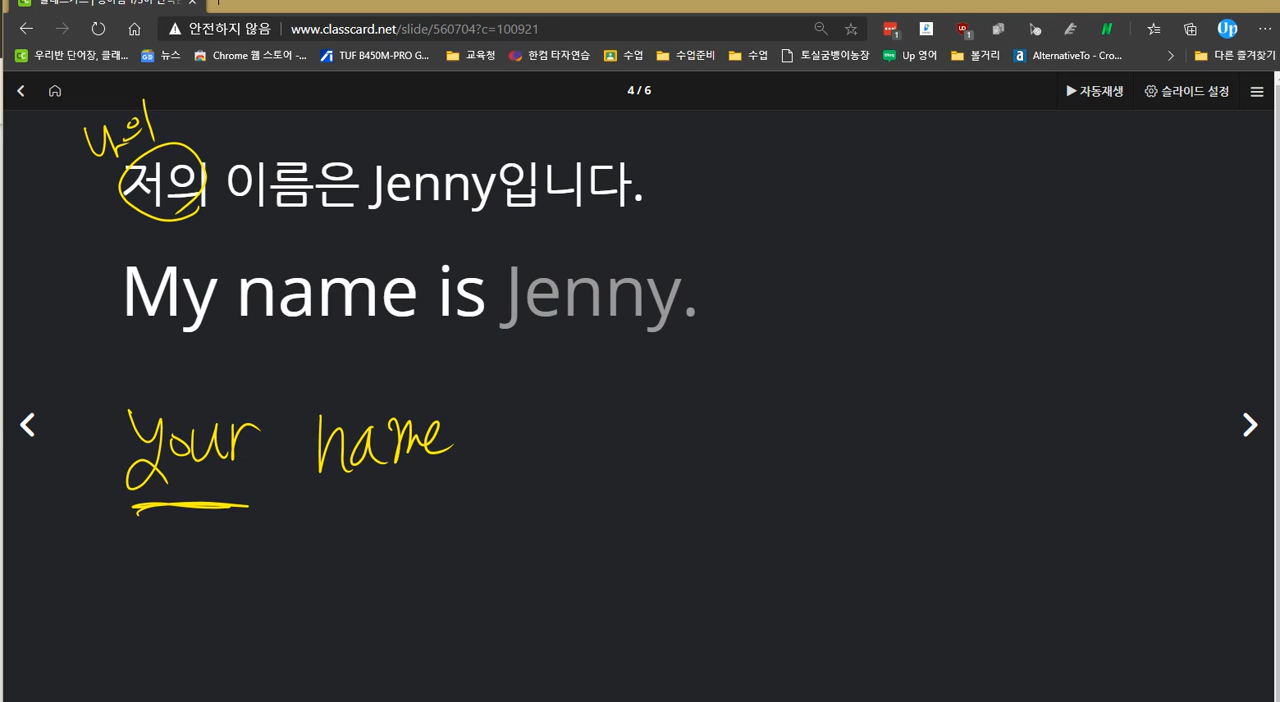 안전하지 않음 www.classcard.net/slide/560704?c=100921
우리반 단어장, 클래... 뉴스 Chrome 웹 스토어 -... TUF B450M-PRO G... 교육청 한컴 타자연습 수업 수업준비 수집 토실굼벵이농장 Up 영어 볼거리 AlternativeTo - Cro... 다른 즐겨찾기
4 / 6 자동재생 슬라이드 설정
나의
저의 이름은 Jenny입니다.
My name is Jenny.
your name